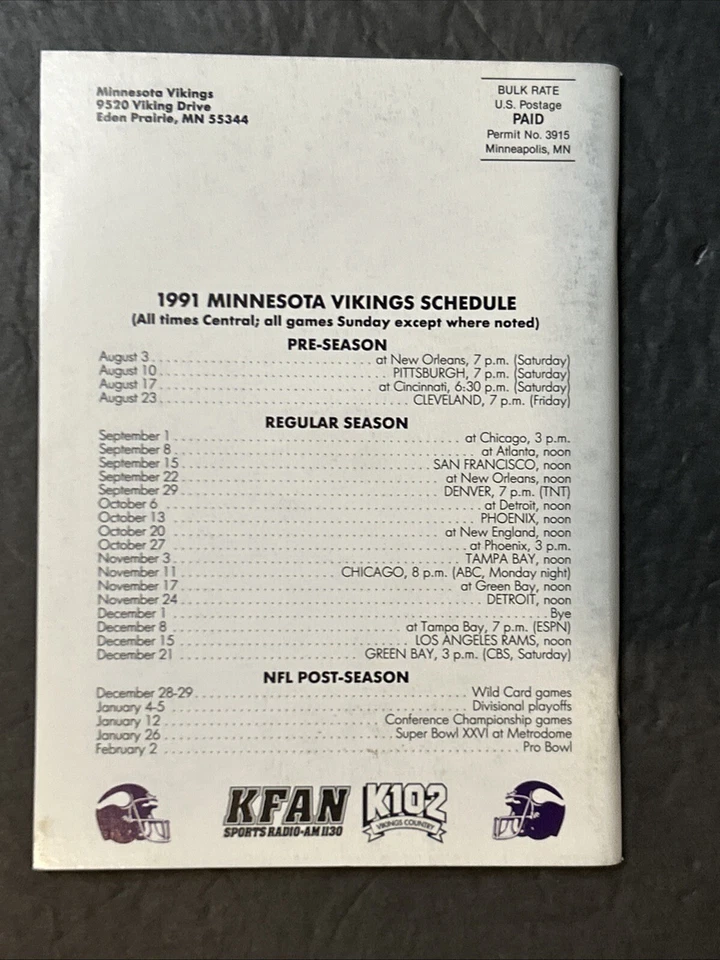 Minnesota Vikings
9520 Viking Drive
Eden Prairie, MN 55344
BULK RATE
U.S. Postage
PAID
Permit No. 3915
Minneapolis, MN
1991 MINNESOTA VIKINGS SCHEDULE
(All times Central; all games Sunday except where noted)
PRE-SEASON
August 3 at New Orleans, 7 p.m. (Saturday)
August 10 PITTSBURGH, 7 p.m. (Saturday)
August 17 at Cincinnati, 6:30 p.m. (Saturday)
August 23 CLEVELAND, 7 p.m. (Friday)
REGULAR SEASON
September 1 at Chicago, 3 p.m.
September 8 at Atlanta, noon
September 15 SAN FRANCISCO, noon
September 22 at New Orleans, noon
September 29 DENVER, 7 p.m. (TNT)
October 6 at Detroit, noon
October 13 PHOENIX, noon
October 20 at New England, noon
October 27 at Phoenix, 3 p.m.
November 3 TAMPA BAY, noon
November 11 CHICAGO, 8 p.m. (ABC, Monday night)
November 17 at Green Bay, noon
November 24 DETROIT, noon
December 1 Bye
December 8 at Tampa Bay, 7 p.m. (ESPN)
December 15 LOS ANGELES RAMS, noon
December 21 GREEN BAY, 3 p.m. (CBS, Saturday)
NFL POST-SEASON
December 28-29 Wild Card games
January 4-5 Divisional playoffs
January 12 Conference Championship games
January 26 Super Bowl XXVI at Metrodome
February 2 Pro Bowl
KFAN
SPORTS RADIO•AM 1130
K102
VIKINGS COUNTRY